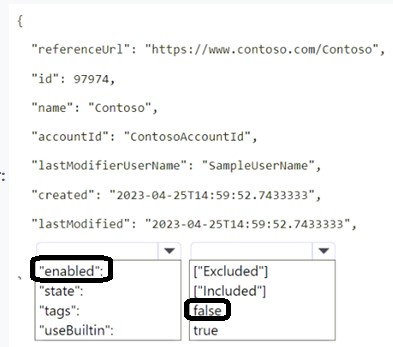 {
"referenceUrl": "https://www.contoso.com/Contoso",
"id": 97974,
"name": "Contoso",
"accountId": "ContosoAccountId",
"lastModifierUserName": "SampleUserName",
"created": "2023-04-25T14:59:52.7433333",
"lastModified": "2023-04-25T14:59:52.7433333",
"enabled": ["Excluded"]
"state": ["Included"]
"tags": false
"useBuiltin": true